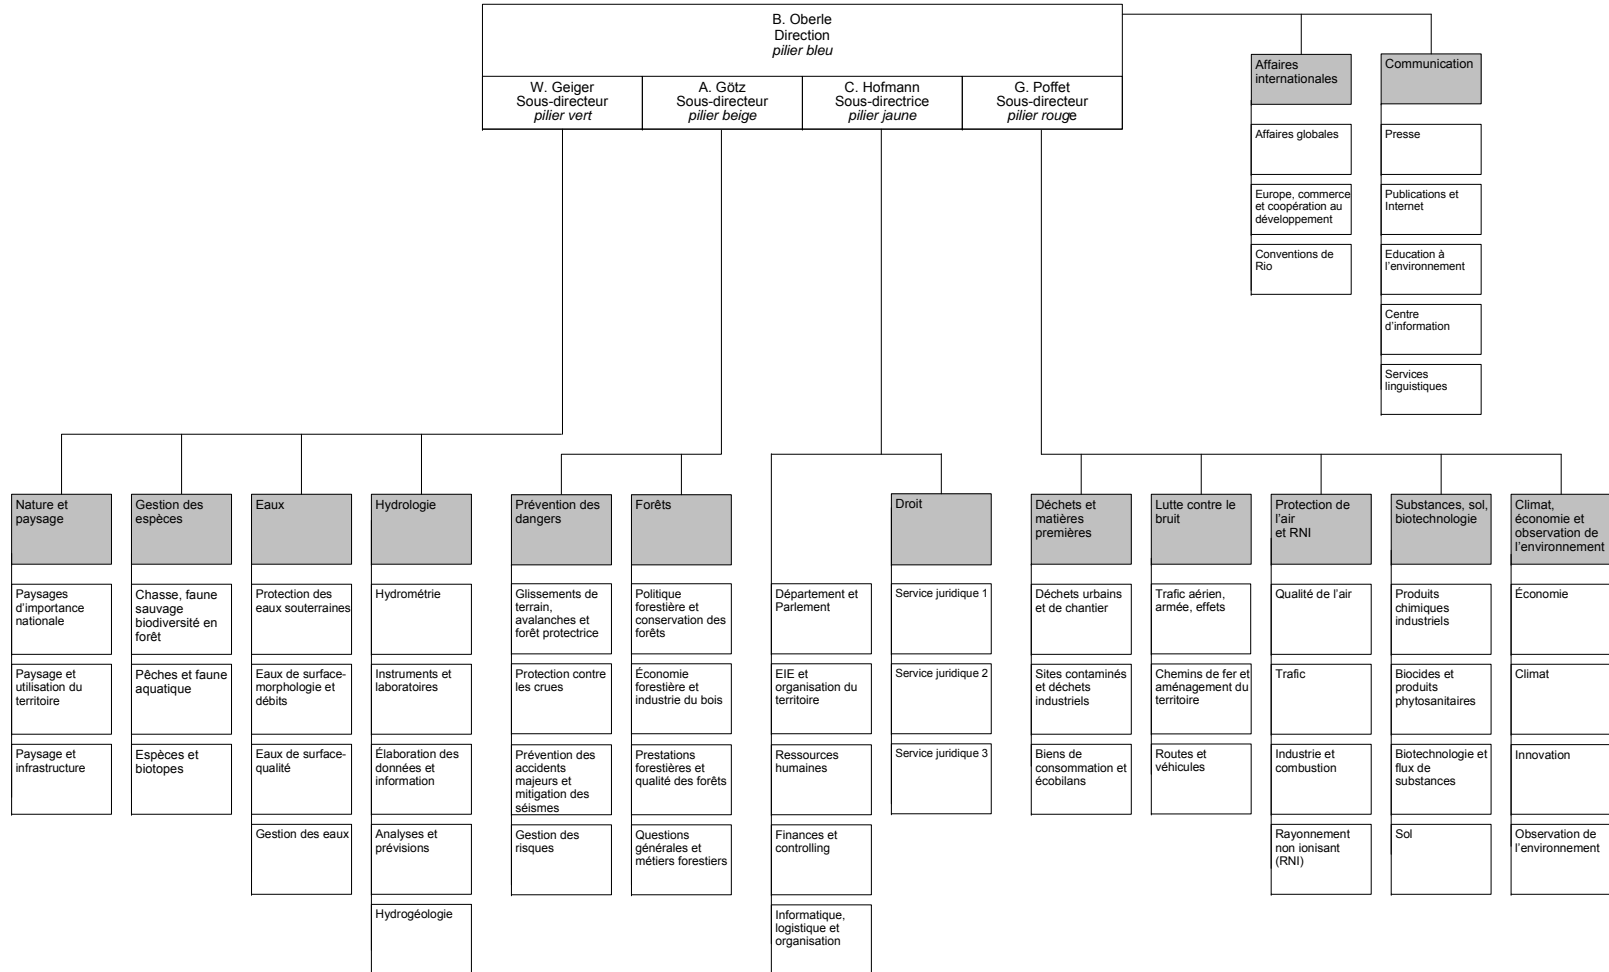 B. Oberle
Direction
pilier bleu
W. Geiger
Sous-directeur
pilier vert
A. Götz
Sous-directeur
pilier beige
C. Hofmann
Sous-directrice
pilier jaune
G. Poffet
Sous-directeur
pilier rouge
Affaires
internationales
Affaires globales
Europe, commerce
et coopération au
développement
Conventions de
Rio
Communication
Presse
Publications et
Internet
Education à
l'environnement
Centre
d'information
Services
linguistiques
Nature et
paysage
Paysages
d'importance
nationale
Paysage et
utilisation du
territoire
Paysage et
infrastructure
Gestion des
espèces
Chasse, faune
sauvage
biodiversité en
forêt
Pêches et faune
aquatique
Espèces et
biotopes
Eaux
Protection des
eaux souterraines
Eaux de surface-
morphologie et
débits
Eaux de surface-
qualité
Gestion des eaux
Hydrologie
Hydrométrie
Instruments et
laboratoires
Élaboration des
données et
information
Analyses et
prévisions
Hydrogéologie
Prévention des
dangers
Glissements de
terrain,
avalanches et
forêt protectrice
Protection contre
les crues
Prévention des
accidents
majeurs et
mitigation des
séismes
Gestion des
risques
Forêts
Politique
forestière et
conservation des
forêts
Économie
forestière et
industrie du bois
Prestations
forestières et
qualité des forêts
Questions
générales et
métiers forestiers
Département et
Parlement
EIE et
organisation du
territoire
Ressources
humaines
Finances et
controlling
Informatique,
logistique et
organisation
Droit
Service juridique 1
Service juridique 2
Service juridique 3
Déchets et
matières
premières
Déchets urbains
et de chantier
Sites contaminés
et déchets
industriels
Biens de
consommation et
écobilans
Lutte contre le
bruit
Trafic aérien,
armée, effets
Chemins de fer et
aménagement du
territoire
Routes et
véhicules
Protection de
l'air
et RNI
Qualité de l'air
Trafic
Industrie et
combustion
Rayonnement
non ionisant
(RNI)
Substances, sol,
biotechnologie
Produits
chimiques
industriels
Biocides et
produits
phytosanitaires
Biotechnologie et
flux de
substances
Sol
Climat,
économie et
observation de
l'environnement
Économie
Climat
Innovation
Observation de
l'environnement